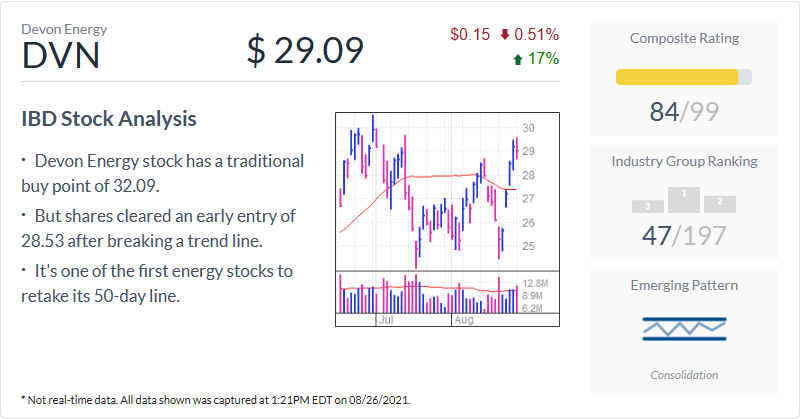 Devon Energy
DVN
$ 29.09
$0.15 0.51%
17%
IBD Stock Analysis
· Devon Energy stock has a traditional
buy point of 32.09.
· But shares cleared an early entry of
28.53 after breaking a trend line.
· It's one of the first energy stocks to
retake its 50-day line.
30
29
28
27
26
25
12.8M
8.9M
6.2M
Jul Aug
Composite Rating
84/99
Industry Group Ranking
3 1 2
47/197
Emerging Pattern
Consolidation
* Not real-time data. All data shown was captured at 1:21PM EDT on 08/26/2021.